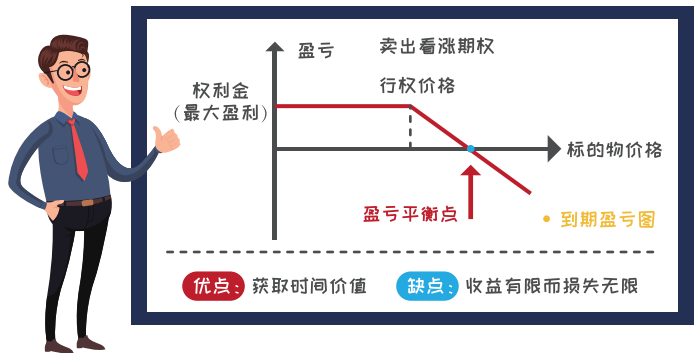 盈亏
卖出看涨期权
行权价格
权利金
（最大盈利）
标的物价格
盈亏平衡点
到期盈亏图
优点： 获取时间价值
缺点： 收益有限而损失无限